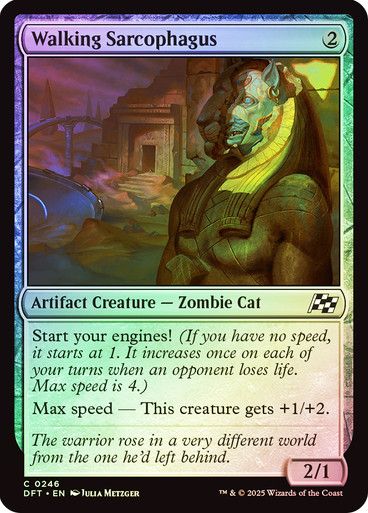 Walking Sarcophagus 2
Artifact Creature — Zombie Cat
Start your engines! (If you have no speed,
it starts at 1. It increases once on each of
your turns when an opponent loses life.
Max speed is 4.)
Max speed — This creature gets +1/+2.
The warrior rose in a very different world
from the one he'd left behind.
2/1
C 0246
DFT • EN Julia Metzger
™ & © 2025 Wizards of the Coast